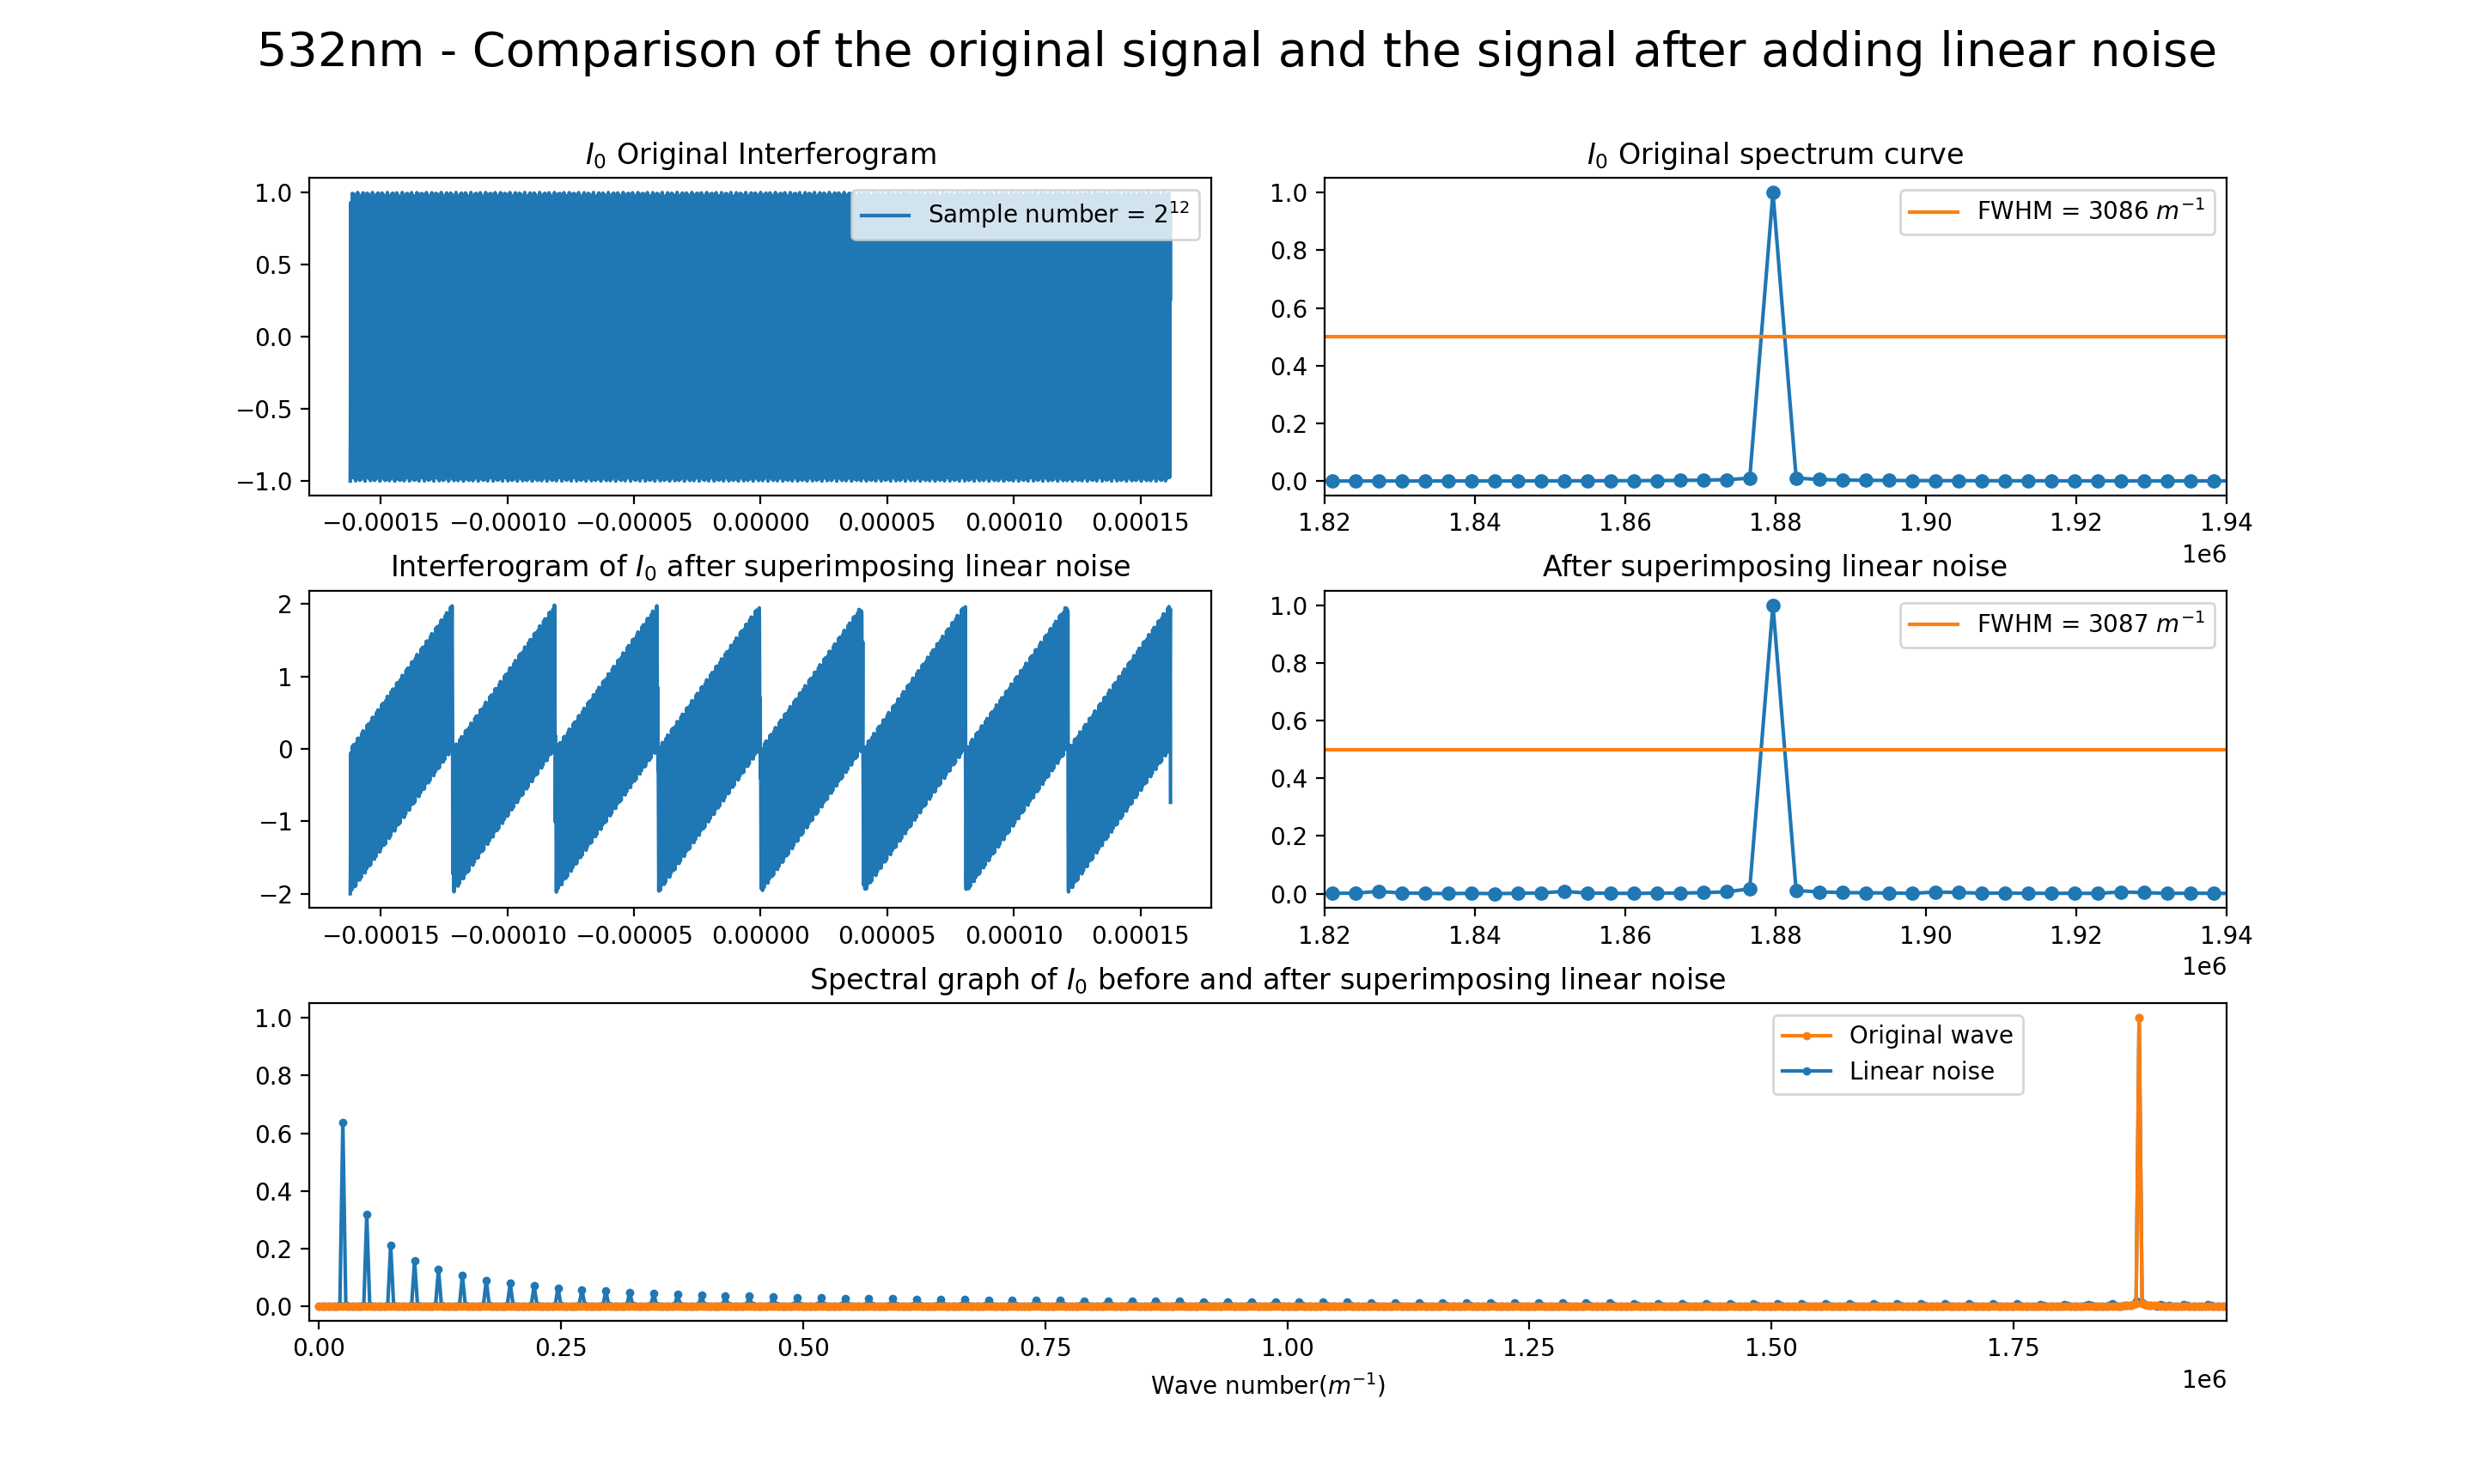 532nm - Comparison of the original signal and the signal after adding linear noise
I₀ Original Interferogram
1.0
0.5
0.0
−0.5
−1.0
Sample number = 2¹²
−0.00015 −0.00010 −0.00005 0.00000 0.00005 0.00010 0.00015
I₀ Original spectrum curve
1.0
0.8
0.6
0.4
0.2
0.0
FWHM = 3086 m⁻¹
1.82 1.84 1.86 1.88 1.90 1.92 1.94
1e6
Interferogram of I₀ after superimposing linear noise
2
1
0
−1
−2
−0.00015 −0.00010 −0.00005 0.00000 0.00005 0.00010 0.00015
After superimposing linear noise
1.0
0.8
0.6
0.4
0.2
0.0
FWHM = 3087 m⁻¹
1.82 1.84 1.86 1.88 1.90 1.92 1.94
1e6
Spectral graph of I₀ before and after superimposing linear noise
1.0
0.8
0.6
0.4
0.2
0.0
Original wave
Linear noise
0.00 0.25 0.50 0.75 1.00 1.25 1.50 1.75
1e6
Wave number(m⁻¹)